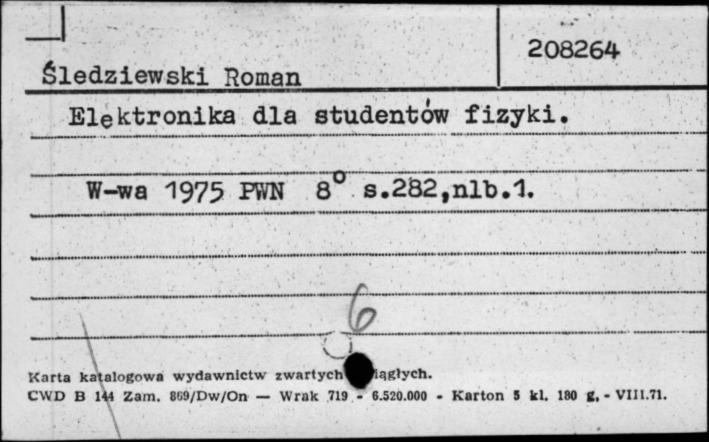 208264
Śledziewski Roman
Elektronika dla studentów fizyki.
W-wa 1975 PWN 8° s.282,nlb.1.
6
Karta katalogowa wydawnictw zwartych iągłych.
CWD B 144 Zam. 869/Dw/On — Wrak 719 - 6.520.000 - Karton 5 kl. 180 g. - VIII.71.